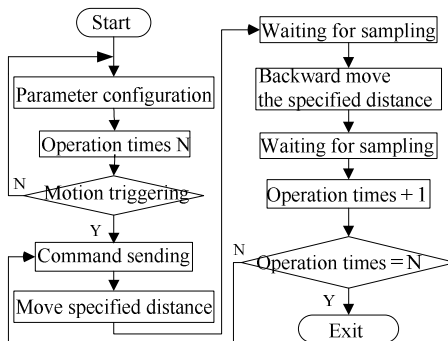 Start
Parameter configuration
Operation times N
Motion triggering
N
Y
Command sending
Move specified distance
Waiting for sampling
Backward move
the specified distance
Waiting for sampling
Operation times + 1
Operation times = N
N
Y
Exit